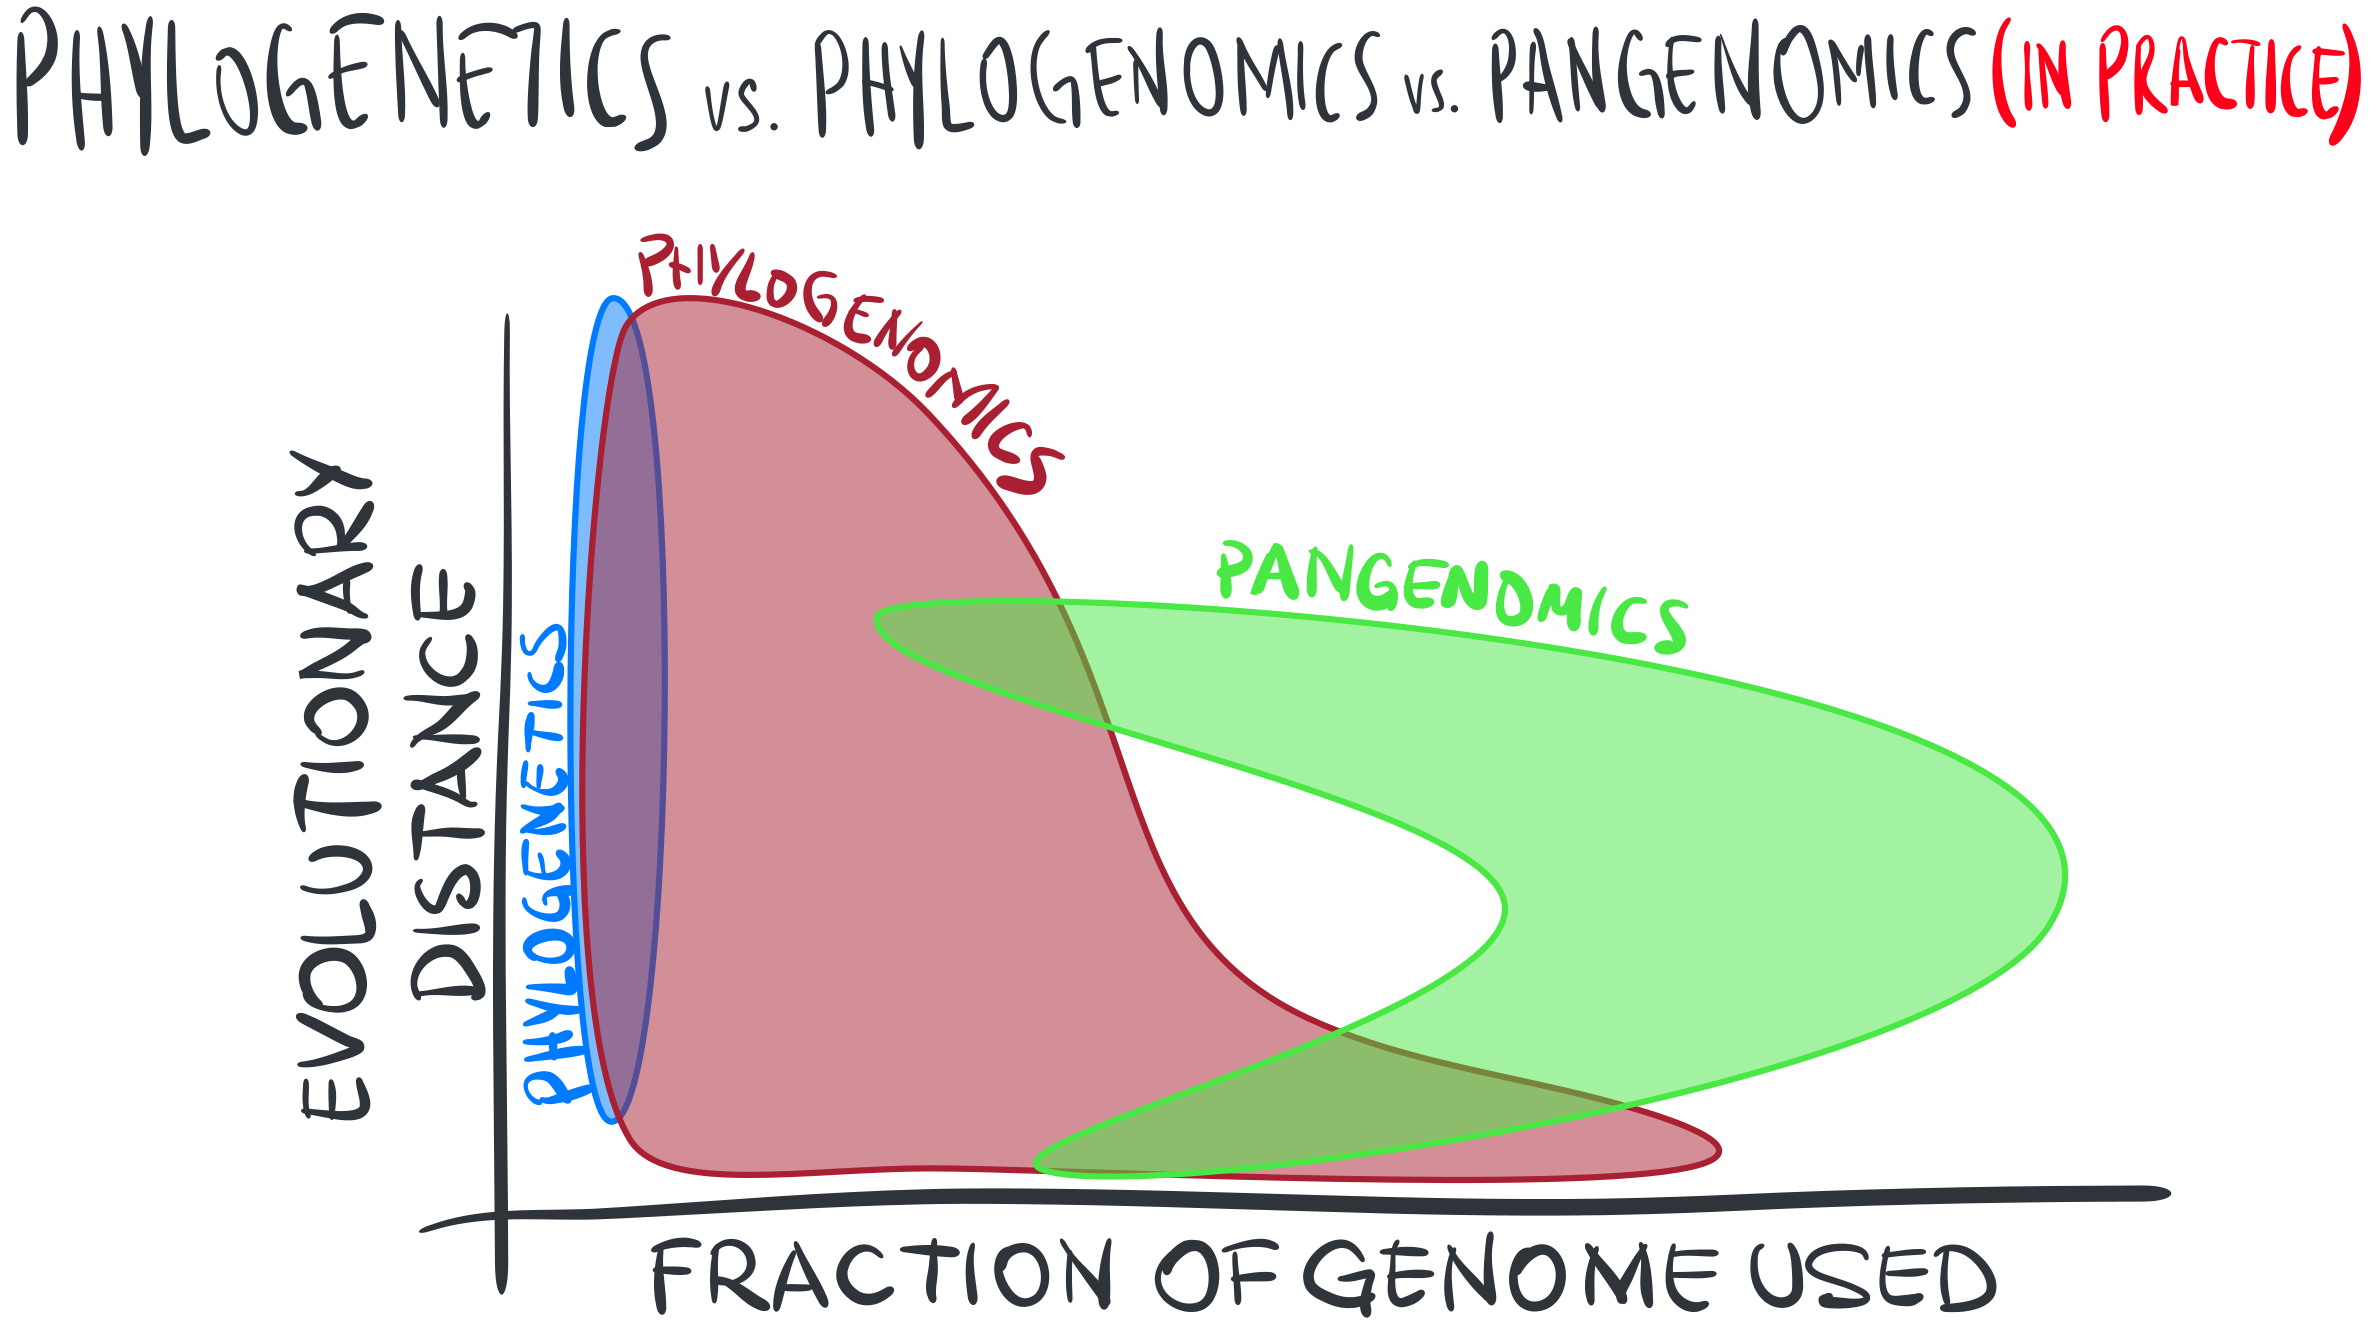 PHYLOGENETICS vs. PHYLOGENOMICS vs. PANGENOMICS (IN PRACTICE)
PHYLOGENOMICS
PANGENOMICS
PHYLOGENETICS
EVOLUTIONARY
DISTANCE
FRACTION OF GENOME USED